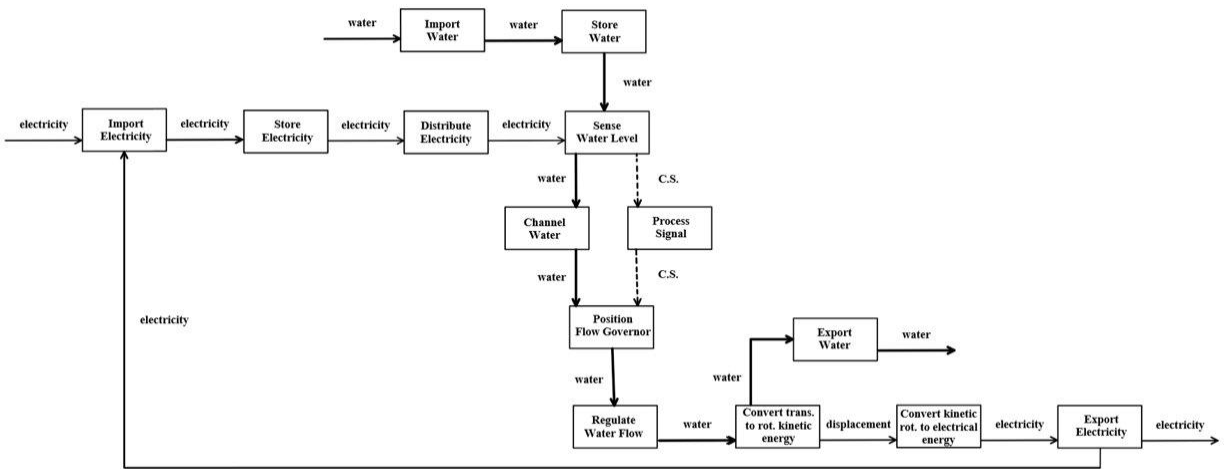 water
Import
Water
water
Store
Water
water
electricity
Import
Electricity
electricity
Store
Electricity
electricity
Distribute
Electricity
electricity
Sense
Water Level
water
C.S.
Channel
Water
Process
Signal
water
C.S.
electricity
Position
Flow Governor
water
Export
Water
water
water
Regulate
Water Flow
water
Convert trans.
to rot. kinetic
energy
displacement
Convert kinetic
rot. to electrical
energy
electricity
Export
Electricity
electricity